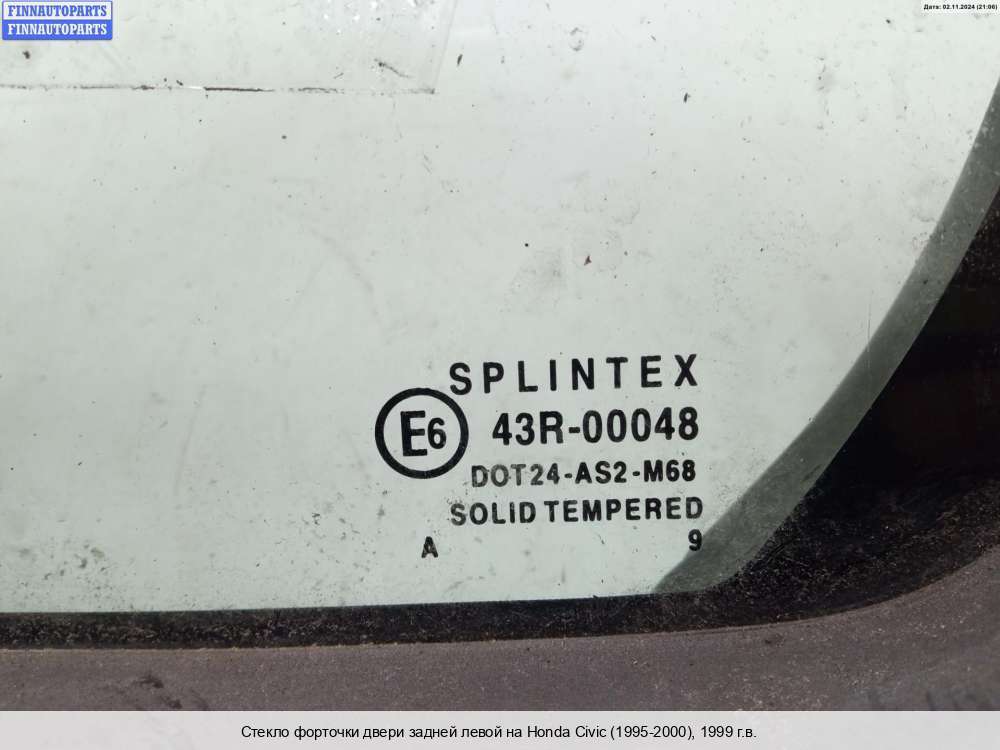 FINNAUTOPARTS
FINNAUTOPARTS
Дата: 02.11.2024 (21:06)
SPLINTEX
E6 43R-00048
DOT24-AS2-M68
SOLID TEMPERED
A 9
Стекло форточки двери задней левой на Honda Civic (1995-2000), 1999 г.в.